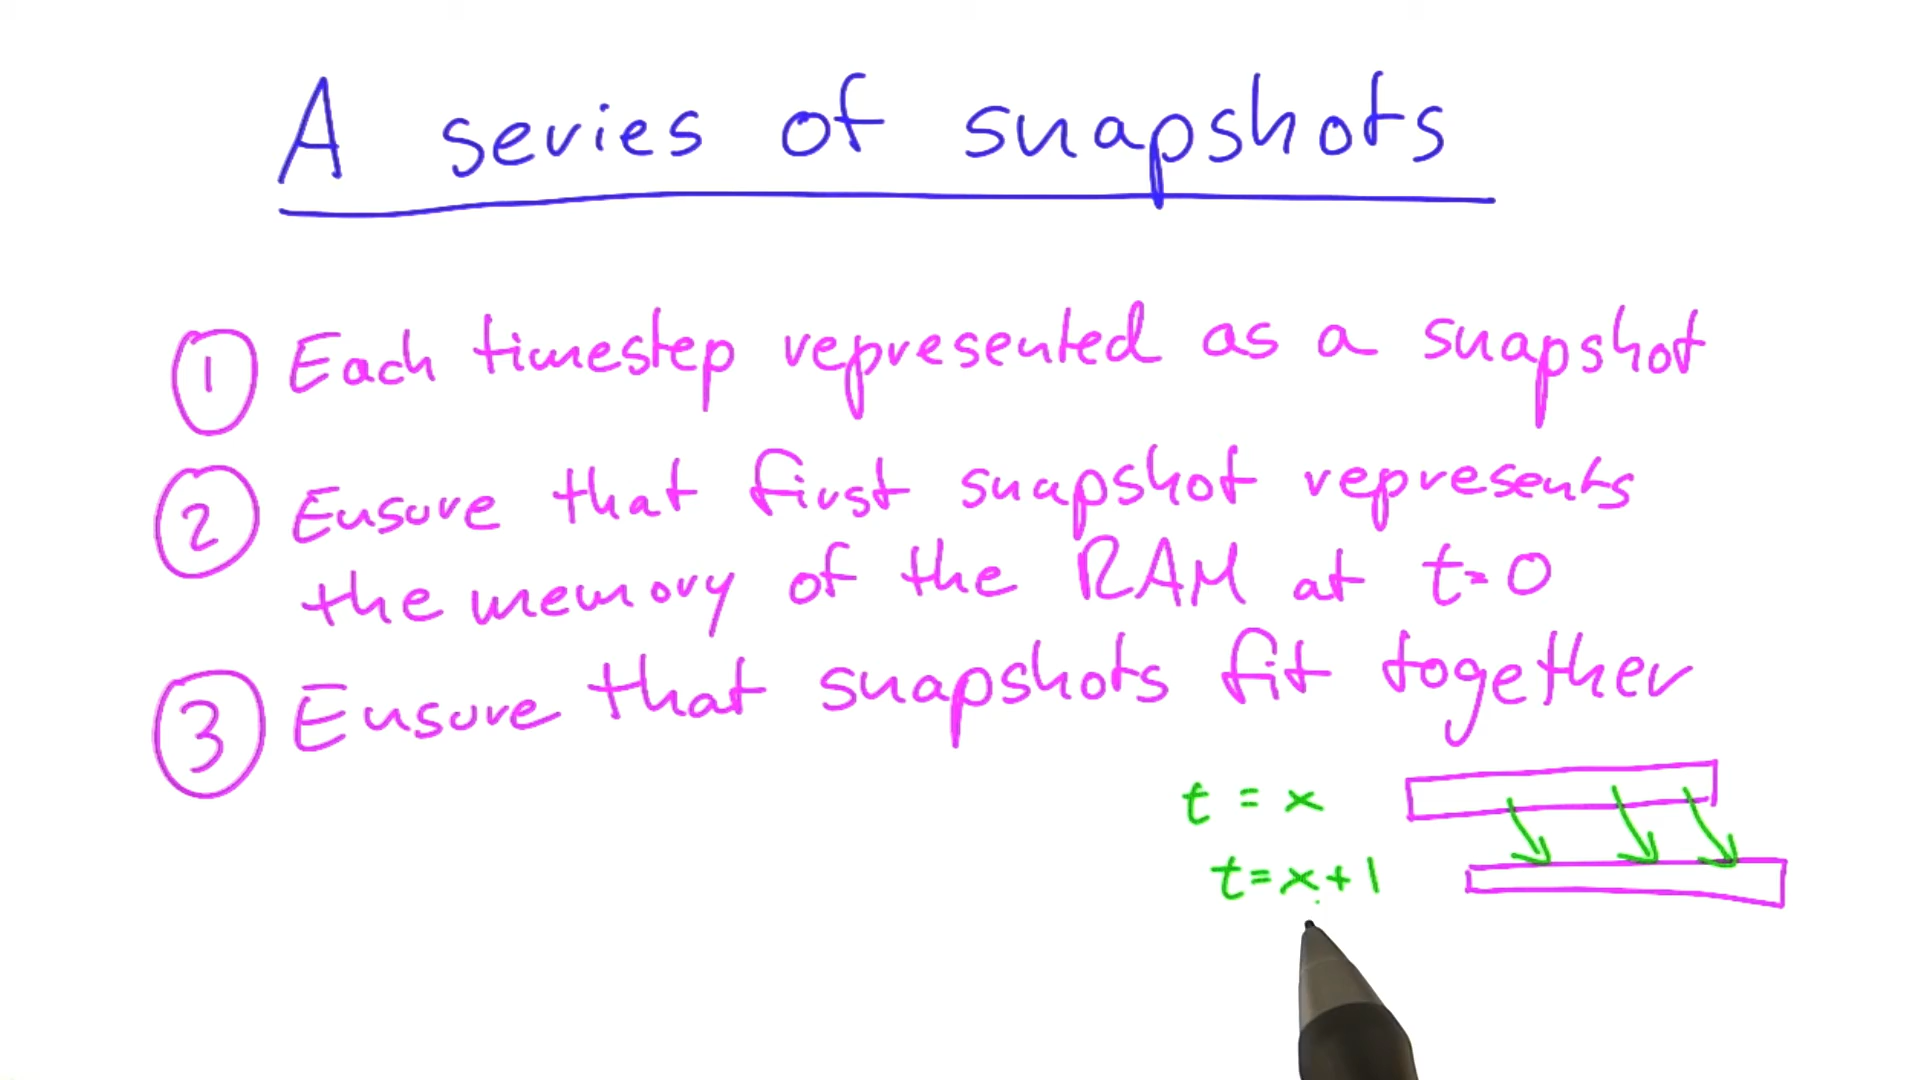 A series of snapshots
1 Each timestep represented as a snapshot
2 Ensure that first snapshot represents
the memory of the RAM at t=0
3 Ensure that snapshots fit together
t = x
t=x+1